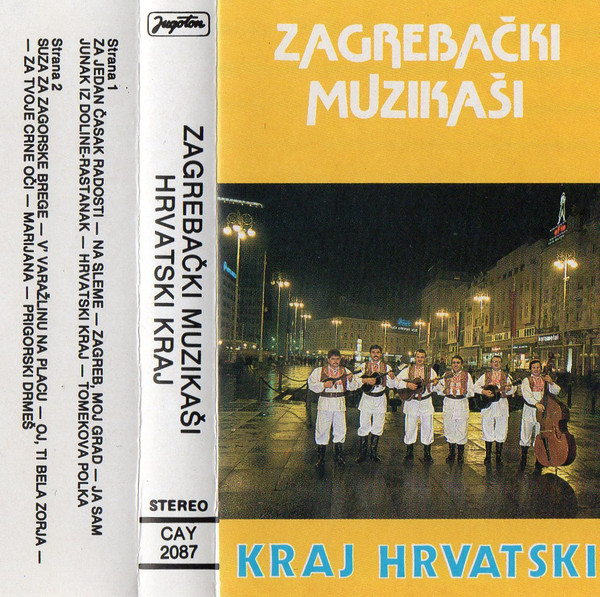 Strana 1
ZA JEDAN ČASAK RADOSTI — NA SLEME — ZAGREB, MOJ GRAD — JA SAM
JUNAK IZ DOLINE-RASTANAK — HRVATSKI KRAJ — TOMEKOVA POLKA
Strana 2
SUZA ZA ZAGORSKE BREGE — V' VARAŽLINU NA PLACU — OJ, TI BELA ZORJA —
— ZA TVOJE CRNE OČI — MARIJANA — PRIGORSKI DRMEŠ
Jugoton
ZAGREBAČKI MUZIKAŠI
HRVATSKI KRAJ
STEREO
CAY
2087
ZAGREBAČKI
MUZIKAŠI
KRAJ HRVATSKI